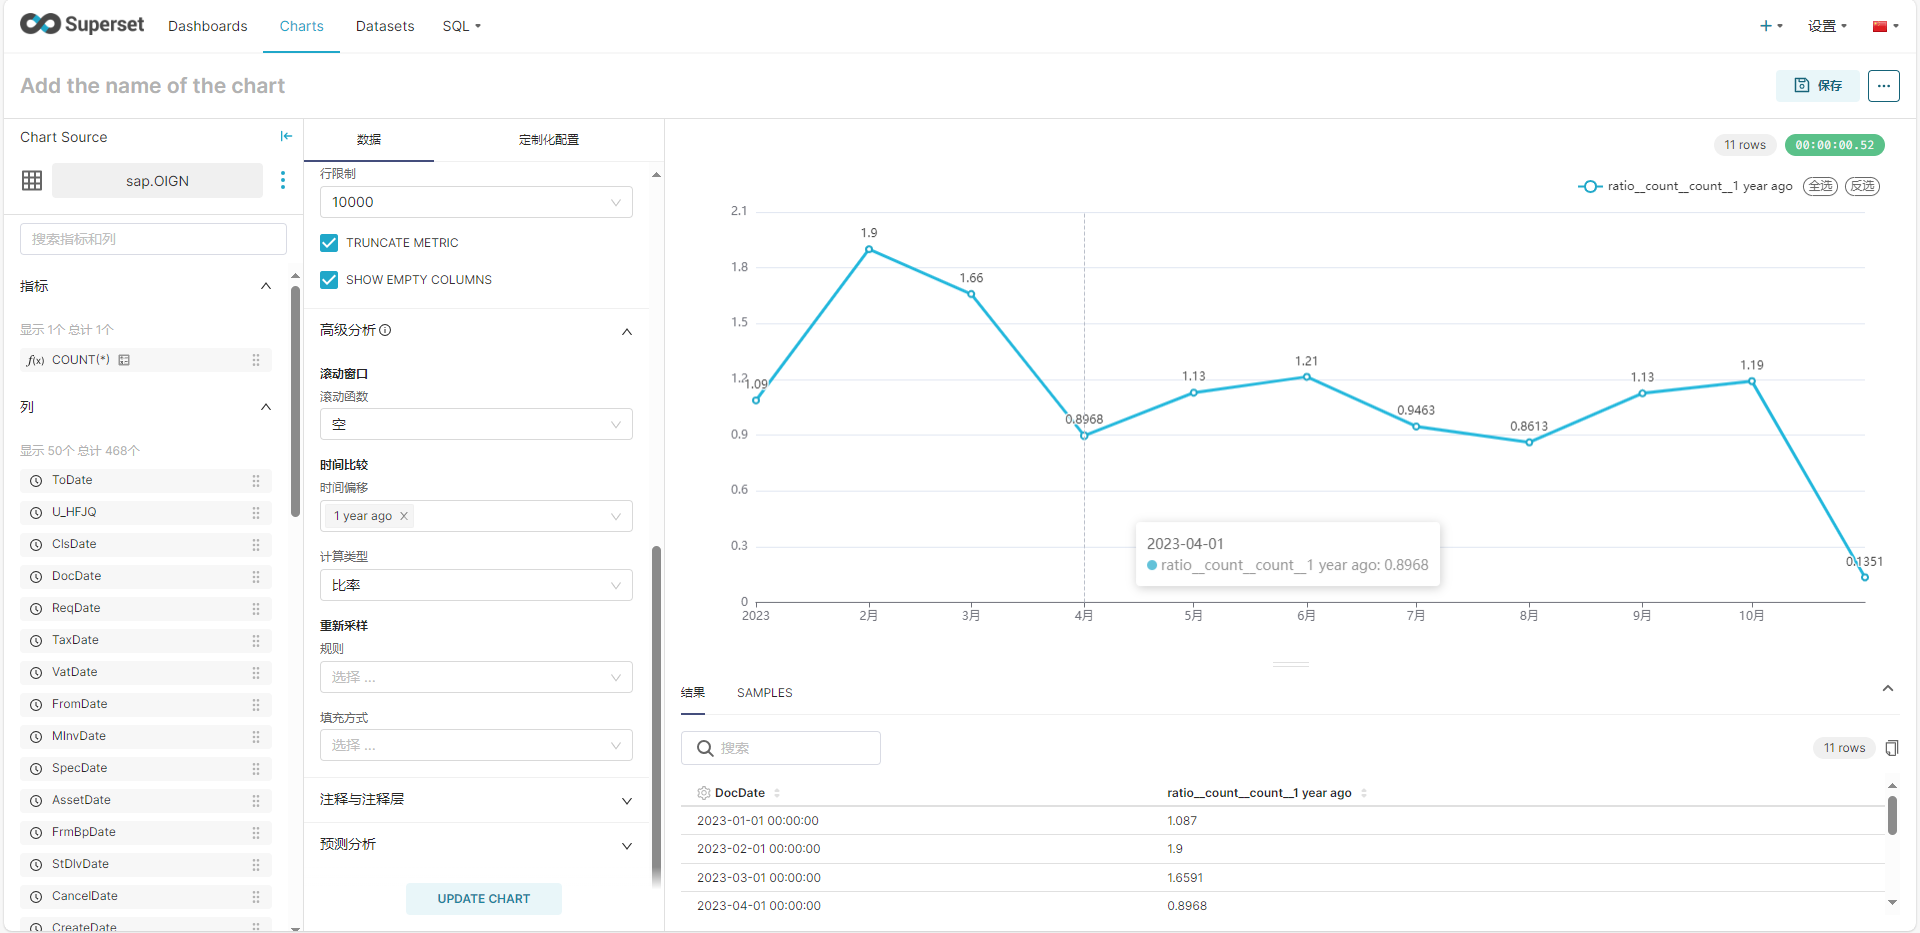 Superset
Dashboards
Charts
Datasets
SQL
设置
Add the name of the chart
保存
Chart Source
sap.OIGN
搜索指标和列
指标
显示 1个 总计 1个
f(x) COUNT(*)
列
显示 50个 总计 468个
ToDate
U_HFJQ
ClsDate
DocDate
ReqDate
TaxDate
VatDate
FromDate
MInvDate
SpecDate
AssetDate
FrmBpDate
StDlvDate
CancelDate
CreateDate
数据
定制化配置
行限制
10000
TRUNCATE METRIC
SHOW EMPTY COLUMNS
高级分析
滚动窗口
滚动函数
空
时间比较
时间偏移
1 year ago
计算类型
比率
重新采样
规则
选择 ...
填充方式
选择 ...
注释与注释层
预测分析
UPDATE CHART
11 rows
00:00:00.52
ratio__count__count__1 year ago
全选
反选
2.1
1.8
1.5
1.2
0.9
0.6
0.3
0
1.09
1.9
1.66
0.8968
1.13
1.21
0.9463
0.8613
1.13
1.19
0.1351
2023-04-01
ratio__count__count__1 year ago: 0.8968
2023
2月
3月
4月
5月
6月
7月
8月
9月
10月
结果
SAMPLES
搜索
11 rows
DocDate
ratio__count__count__1 year ago
2023-01-01 00:00:00
1.087
2023-02-01 00:00:00
1.9
2023-03-01 00:00:00
1.6591
2023-04-01 00:00:00
0.8968